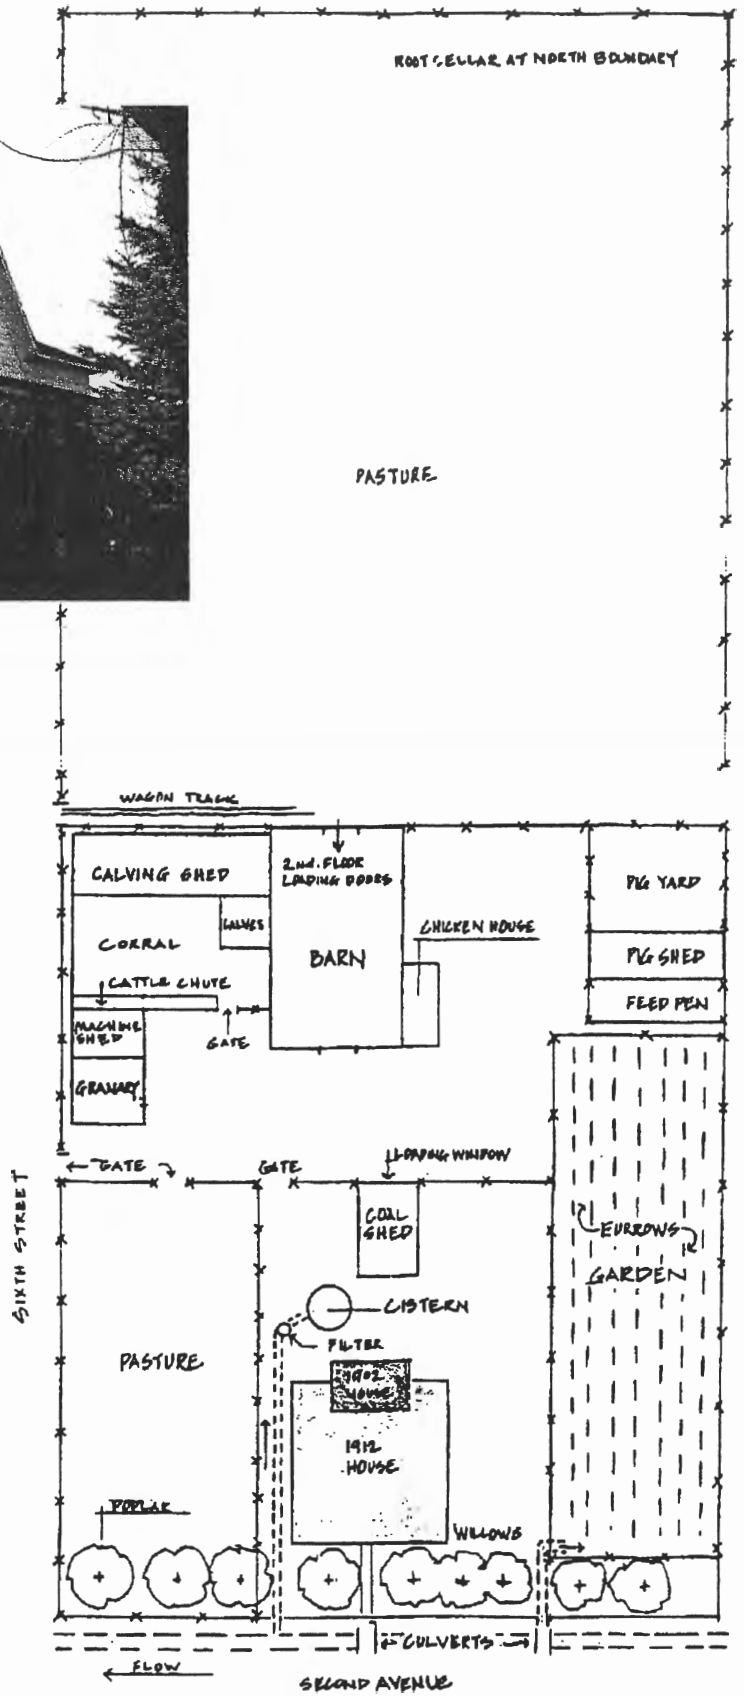 ROOT CELLAR AT NORTH BOUNDARY
PASTURE
WAGON TRACK
CALVING SHED
2ND. FLOOR
LOADING DOORS
PIG YARD
CALVES
CHICKEN HOUSE
CORRAL
BARN
PIG SHED
CATTLE CHUTE
FEED PEN
MACHINE
SHED
GATE
GRANARY
GATE
GATE
LOADING WINDOW
SIXTH STREET
COAL
SHED
FURROWS
GARDEN
CISTERN
FILTER
PASTURE
1902
HOUSE
1912
HOUSE
POPLAR
WILLOWS
CULVERTS
FLOW
SECOND AVENUE